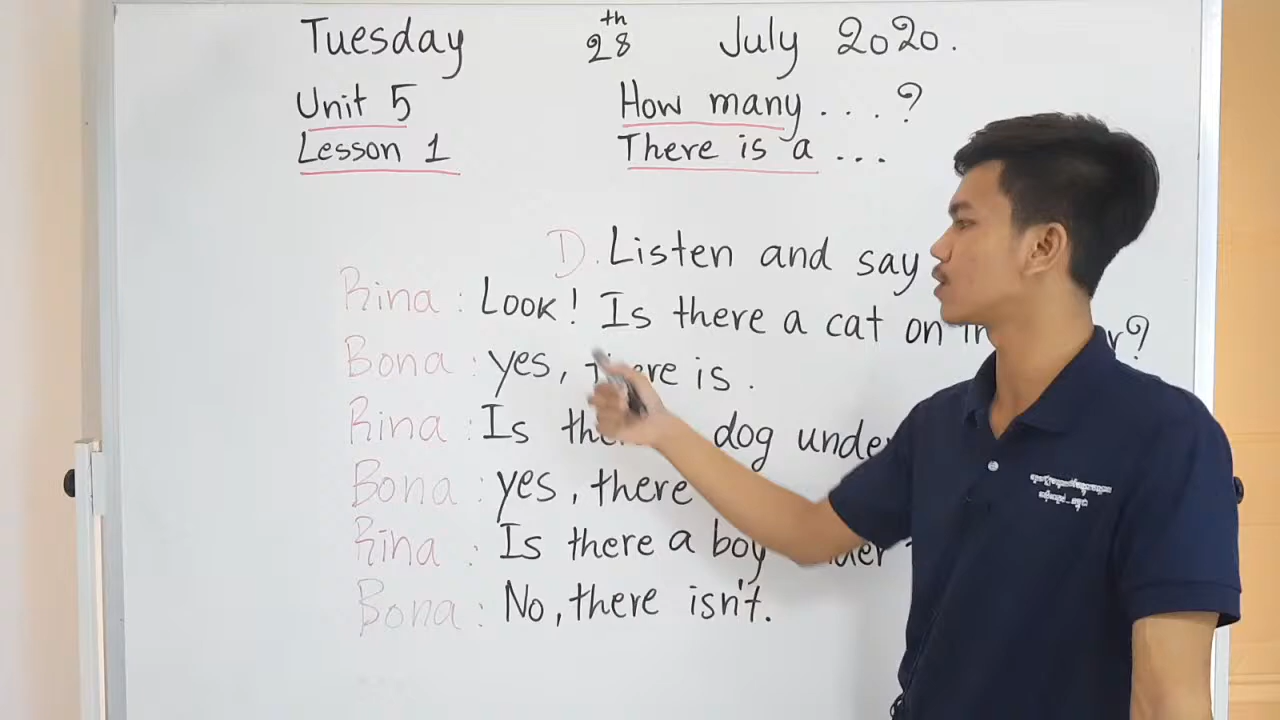 Tuesday 28th July 2020.
Unit 5 How many ....?
Lesson 1 There is a ...
D. Listen and say
Rina: Look! Is there a cat on
Bona: yes, there is.
Rina: Is dog
Bona: yes, there
Rina: Is there a boy
Bona: No, there isn't.